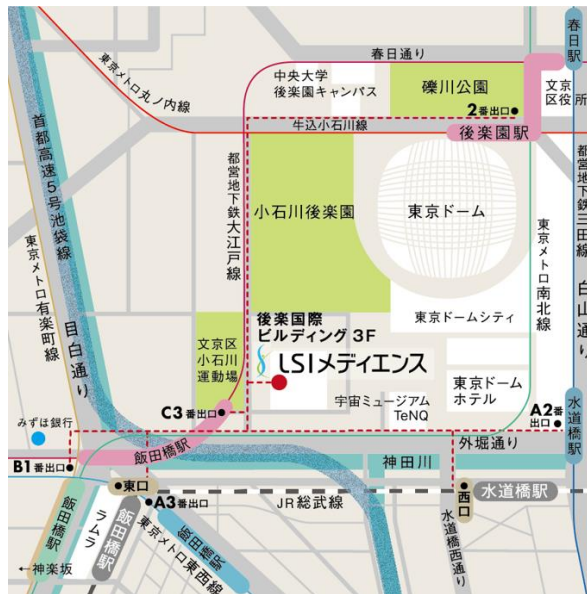 春日駅
春日通り
東京メトロ丸ノ内線
中央大学
後楽園キャンパス
礫川公園
文京
区役所
2番出口
牛込小石川線
後楽園駅
首都高速5号池袋線
都営地下鉄大江戸線
小石川後楽園
東京ドーム
都営地下鉄三田線
東京メトロ南北線
白山通り
東京メトロ有楽町線
目白通り
後楽国際
ビルディング 3F
LSIメディエンス
東京ドームシティ
文京区
小石川
運動場
東京ドーム
ホテル
宇宙ミュージアム
TeNQ
C3番出口
A2番
出口
水道橋駅
みずほ銀行
外堀通り
飯田橋駅
神田川
B1番出口
東口
A3番出口
西口
水道橋駅
JR総武線
飯田橋駅
ラムラ
飯田橋駅
飯田橋駅
東京メトロ東西線
水道橋西通り
←神楽坂